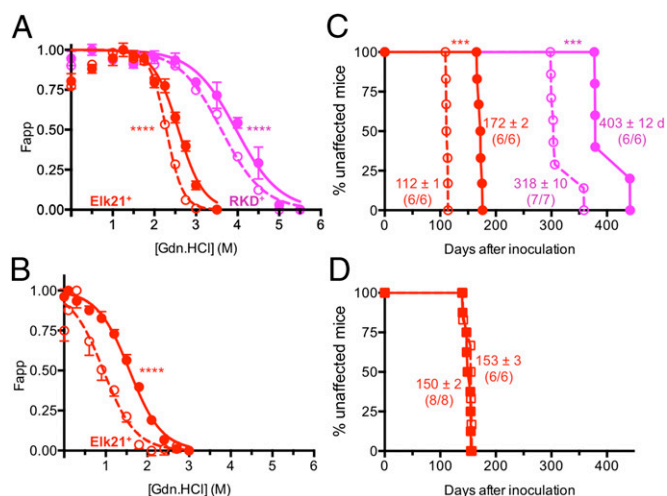 A
1.00
0.75
0.50
0.25
0.00
Fapp
****
****
Elk21+
RKD+
0 1 2 3 4 5 6
[Gdn.HCl] (M)
B
1.00
0.75
0.50
0.25
0.00
Fapp
****
Elk21+
0 1 2 3 4 5 6
[Gdn.HCl] (M)
C
100
75
50
25
0
% unaffected mice
***
***
172 ± 2
(6/6)
403 ± 12 d
(6/6)
112 ± 1
(6/6)
318 ± 10
(7/7)
0 100 200 300 400
Days after inoculation
D
100
75
50
25
0
% unaffected mice
153 ± 3
(6/6)
150 ± 2
(8/8)
0 150 300 450
Days after inoculation